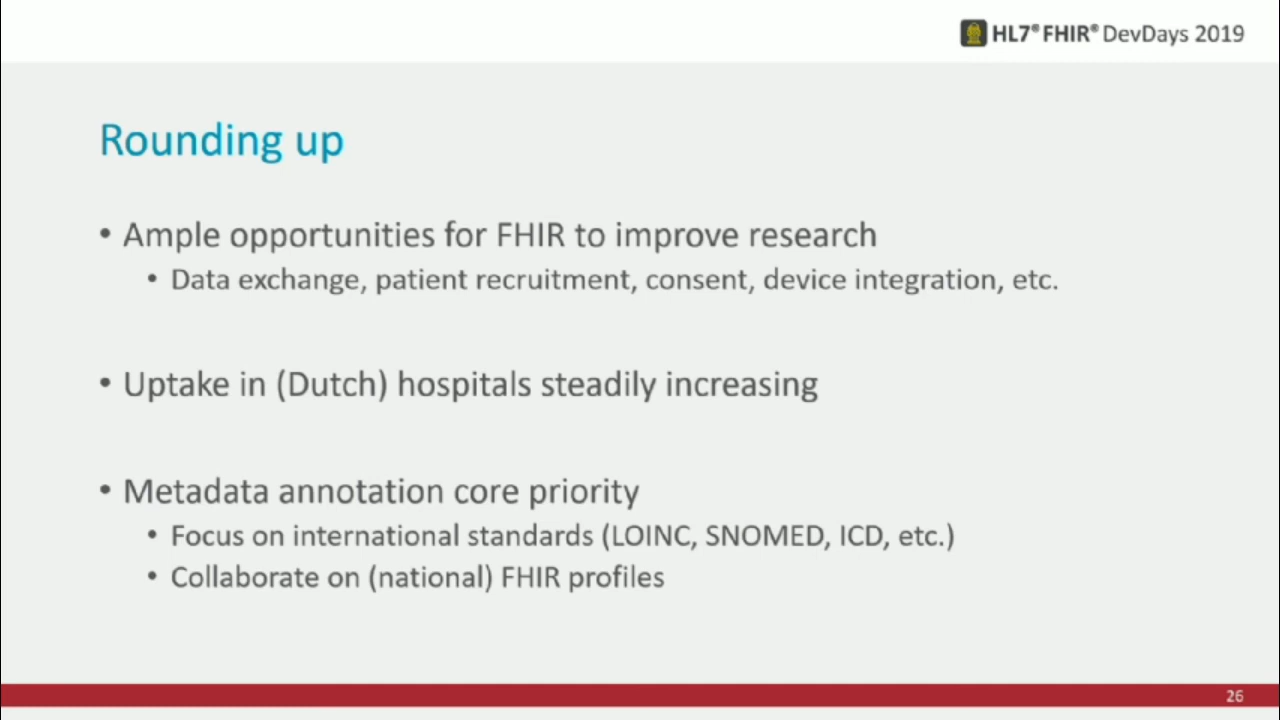 HL7® FHIR® DevDays 2019
Rounding up
• Ample opportunities for FHIR to improve research
• Data exchange, patient recruitment, consent, device integration, etc.
• Uptake in (Dutch) hospitals steadily increasing
• Metadata annotation core priority
• Focus on international standards (LOINC, SNOMED, ICD, etc.)
• Collaborate on (national) FHIR profiles
26